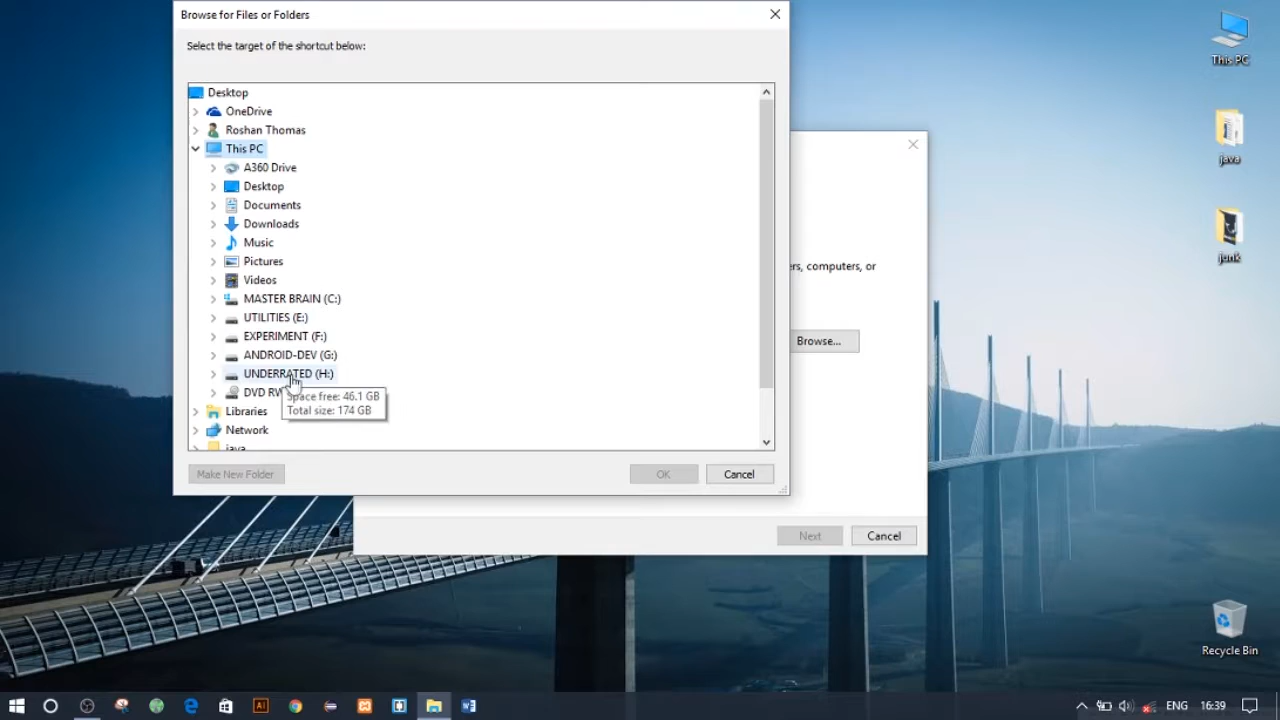 Browse for Files or Folders
Select the target of the shortcut below:
Desktop
OneDrive
Roshan Thomas
This PC
A360 Drive
Desktop
Documents
Downloads
Music
Pictures
Videos
MASTER BRAIN (C:)
UTILITIES (E:)
EXPERIMENT (F:)
ANDROID-DEV (G:)
UNDERRATED (H:)
DVD RW
Space free: 46.1 GB
Total size: 174 GB
Libraries
Network
java
Make New Folder
OK
Cancel
ers, computers, or
Browse...
Next
Cancel
This PC
java
junk
Recycle Bin
Ai
ENG
16:39